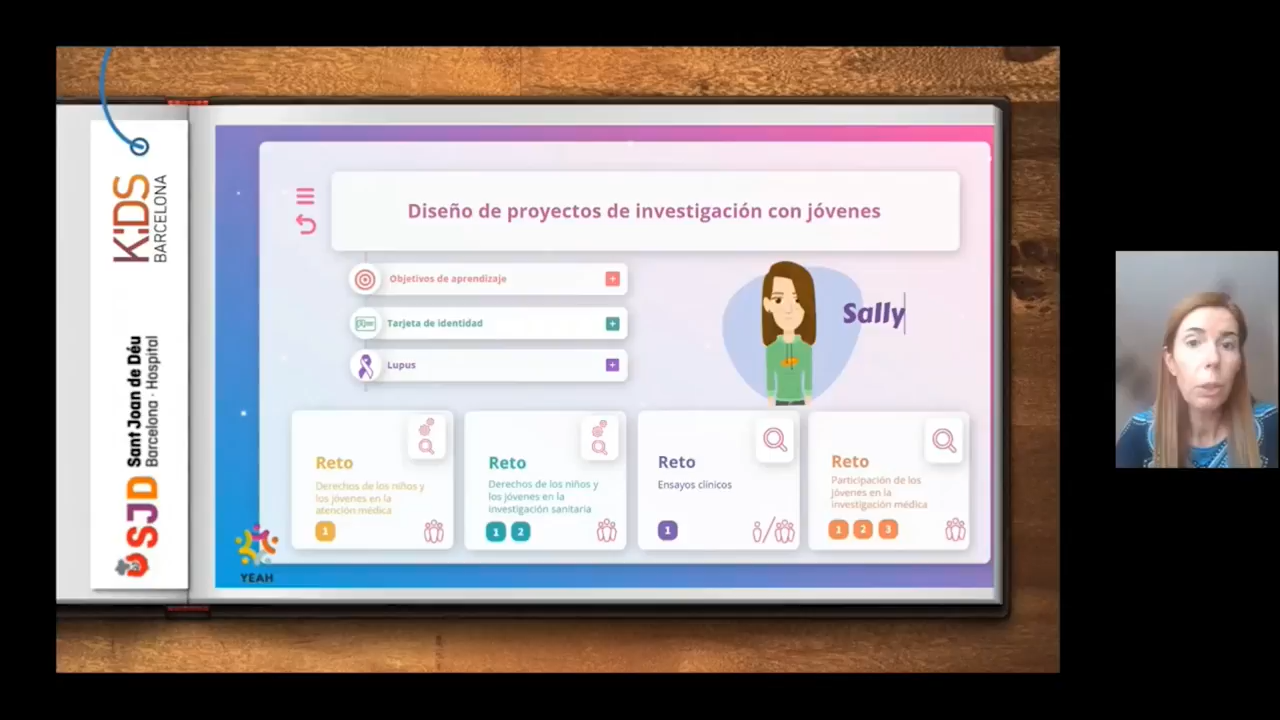 KiDS
BARCELONA
SJD
Sant Joan de Déu
Barcelona · Hospital
Diseño de proyectos de investigación con jóvenes
Objetivos de aprendizaje
Tarjeta de identidad
Lupus
Sally
Reto
Derechos de los niños y
los jóvenes en la
atención médica
1
Reto
Derechos de los niños y
los jóvenes en la
investigación sanitaria
1 2
Reto
Ensayos clínicos
1
Reto
Participación de los
jóvenes en la
investigación médica
1 2 3
YEAH